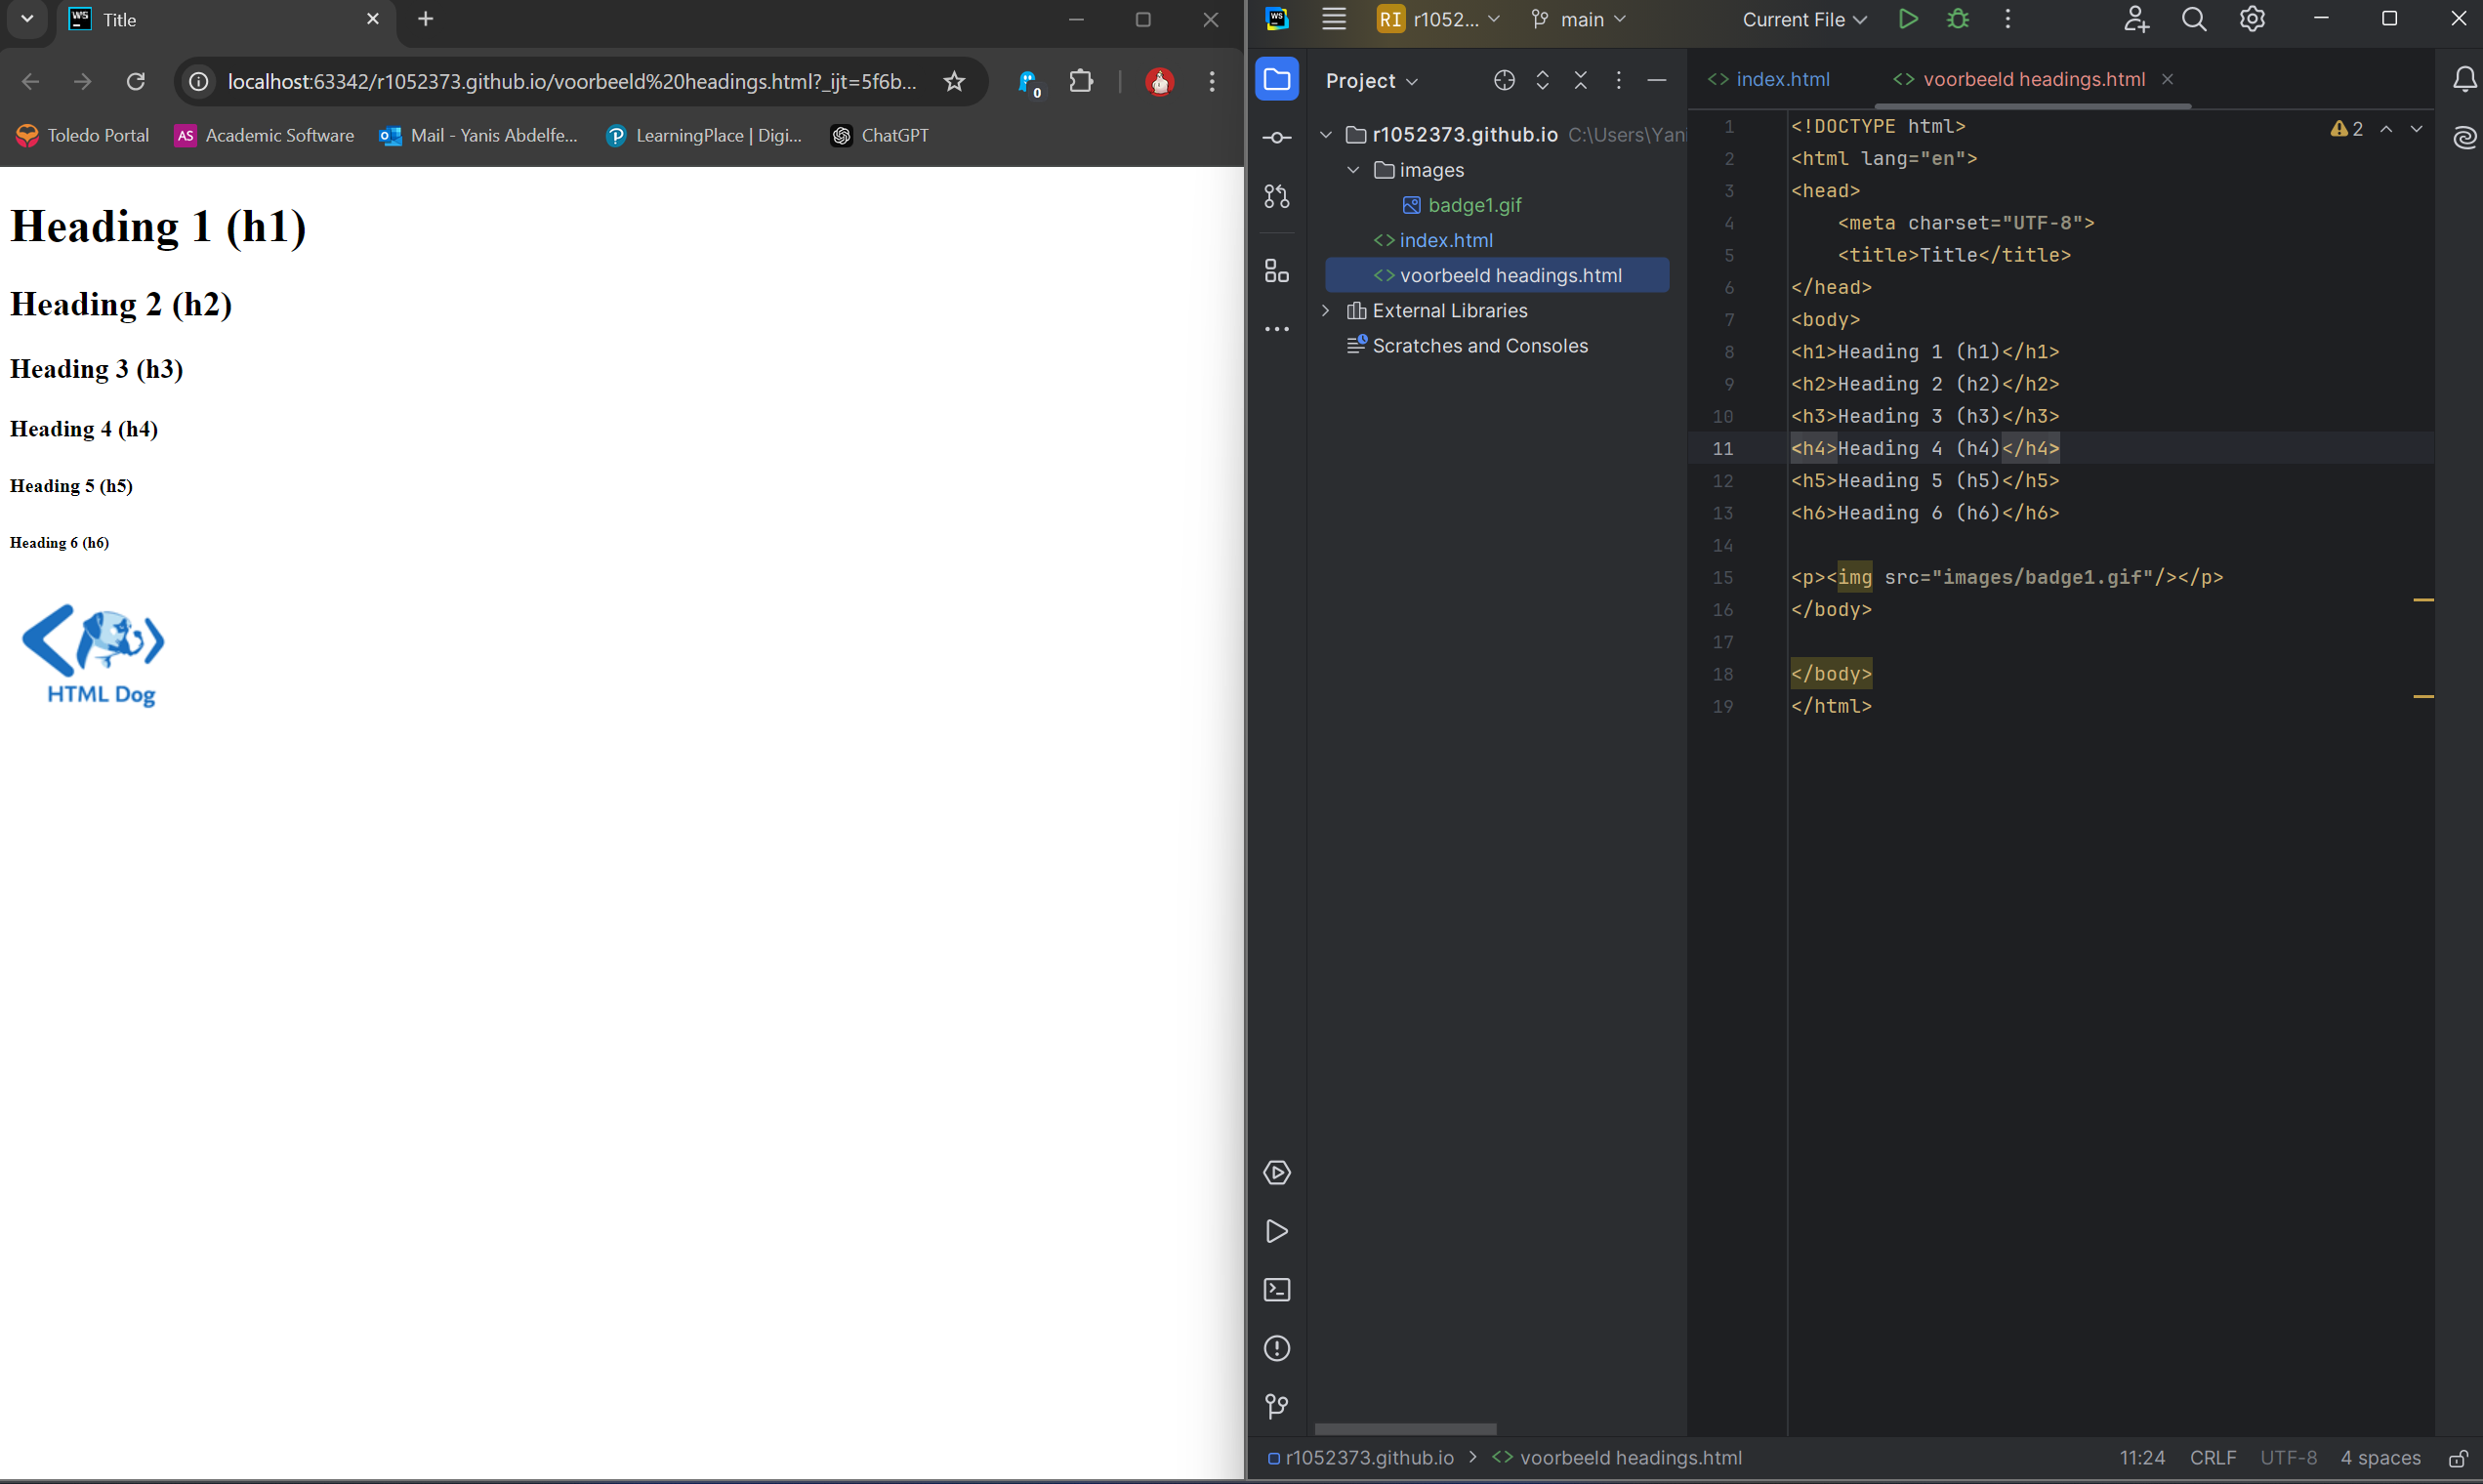 Title
localhost:63342/r1052373.github.io/voorbeeld%20headings.html?_ijt=5f6b...
0
Toledo Portal
AS Academic Software
Mail - Yanis Abdelfe...
LearningPlace | Digi...
ChatGPT
Heading 1 (h1)
Heading 2 (h2)
Heading 3 (h3)
Heading 4 (h4)
Heading 5 (h5)
Heading 6 (h6)
HTML Dog
WS
RI r1052...
main
Current File
Project
r1052373.github.io C:\Users\Yani
images
badge1.gif
index.html
voorbeeld headings.html
External Libraries
Scratches and Consoles
index.html
voorbeeld headings.html
2
1 <!DOCTYPE html>
2 <html lang="en">
3 <head>
4 <meta charset="UTF-8">
5 <title>Title</title>
6 </head>
7 <body>
8 <h1>Heading 1 (h1)</h1>
9 <h2>Heading 2 (h2)</h2>
10 <h3>Heading 3 (h3)</h3>
11 <h4>Heading 4 (h4)</h4>
12 <h5>Heading 5 (h5)</h5>
13 <h6>Heading 6 (h6)</h6>
14
15 <p><img src="images/badge1.gif"/></p>
16 </body>
17
18 </body>
19 </html>
r1052373.github.io > voorbeeld headings.html
11:24 CRLF UTF-8 4 spaces